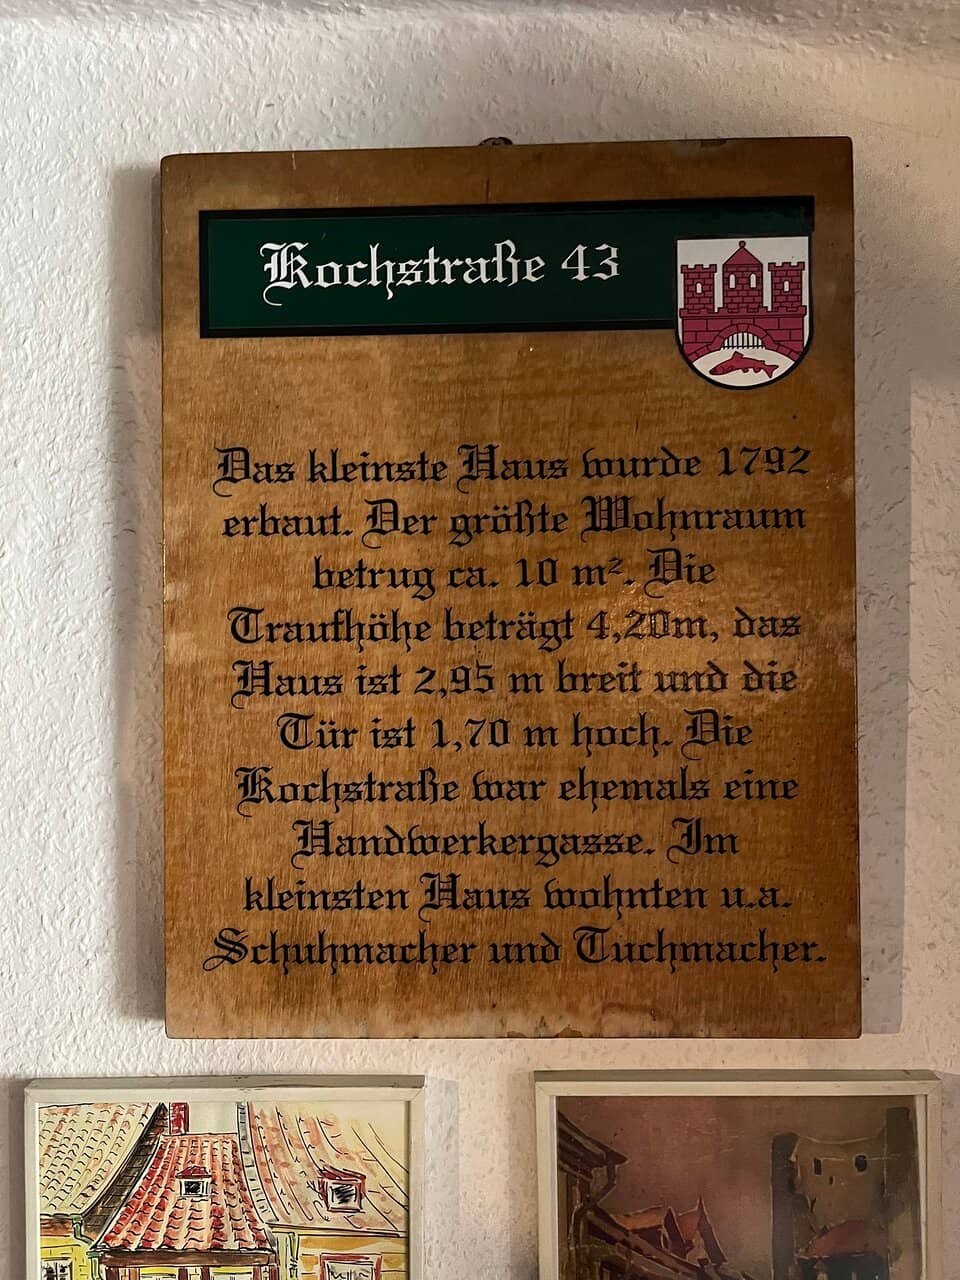 Kochstraße 43
Das kleinste Haus wurde 1792
erbaut. Der größte Wohnraum
betrug ca. 10 m². Die
Traufhöhe beträgt 4,20m, das
Haus ist 2,95 m breit und die
Tür ist 1,70 m hoch. Die
Kochstraße war ehemals eine
Handwerkergasse. Im
kleinsten Haus wohnten u.a.
Schuhmacher und Tuchmacher.